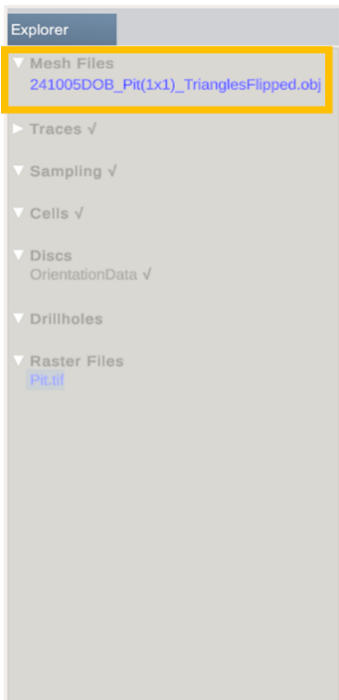 Explorer
Mesh Files
241005DOB_Pit(1x1)_TrianglesFlipped.obj
Traces √
Sampling √
Cells √
Discs
OrientationData √
Drillholes
Raster Files
Pit.tif